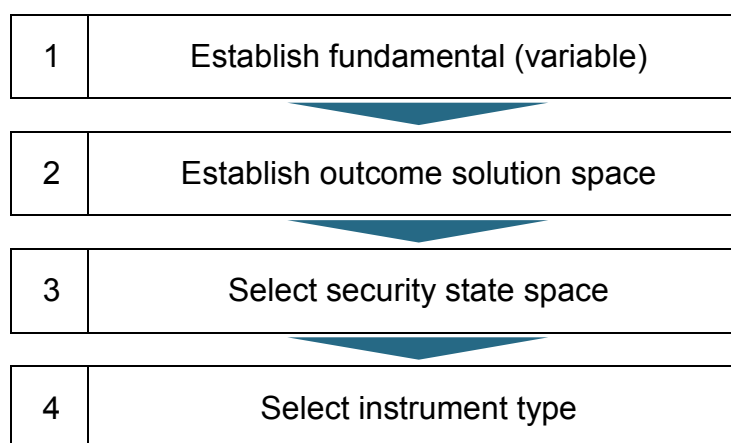 1 Establish fundamental (variable)
2 Establish outcome solution space
3 Select security state space
4 Select instrument type